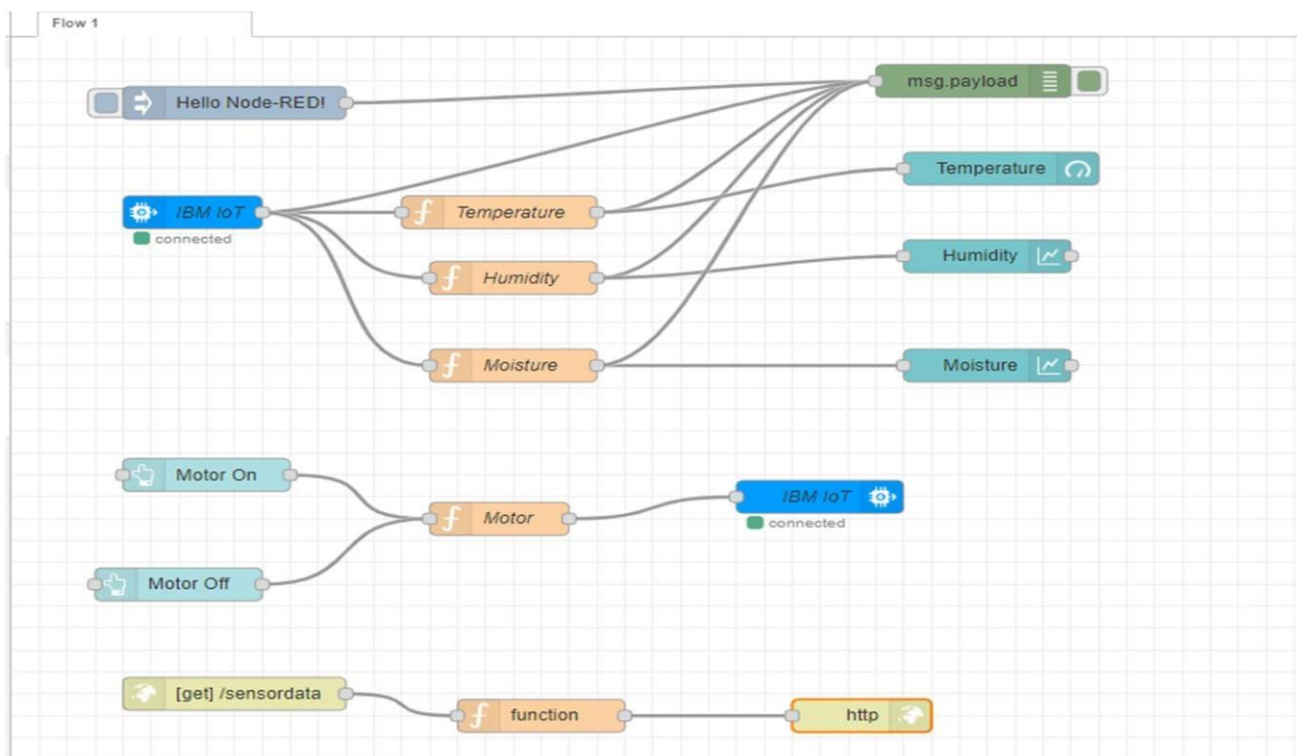 Flow 1
Hello Node-RED!
msg.payload
Temperature
IBM IoT
Temperature
connected
Humidity
Humidity
Moisture
Moisture
Motor On
IBM IoT
Motor
connected
Motor Off
[get] /sensordata
function
http